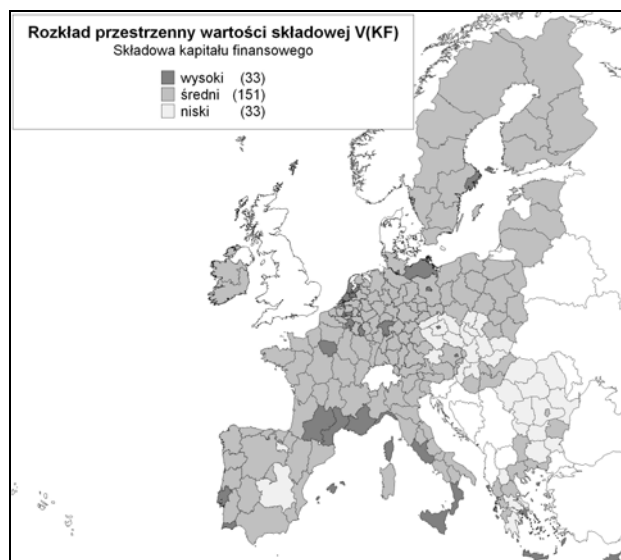 Rozkład przestrzenny wartości składowej V(KF)
Składowa kapitału finansowego
wysoki (33)
średni (151)
niski (33)